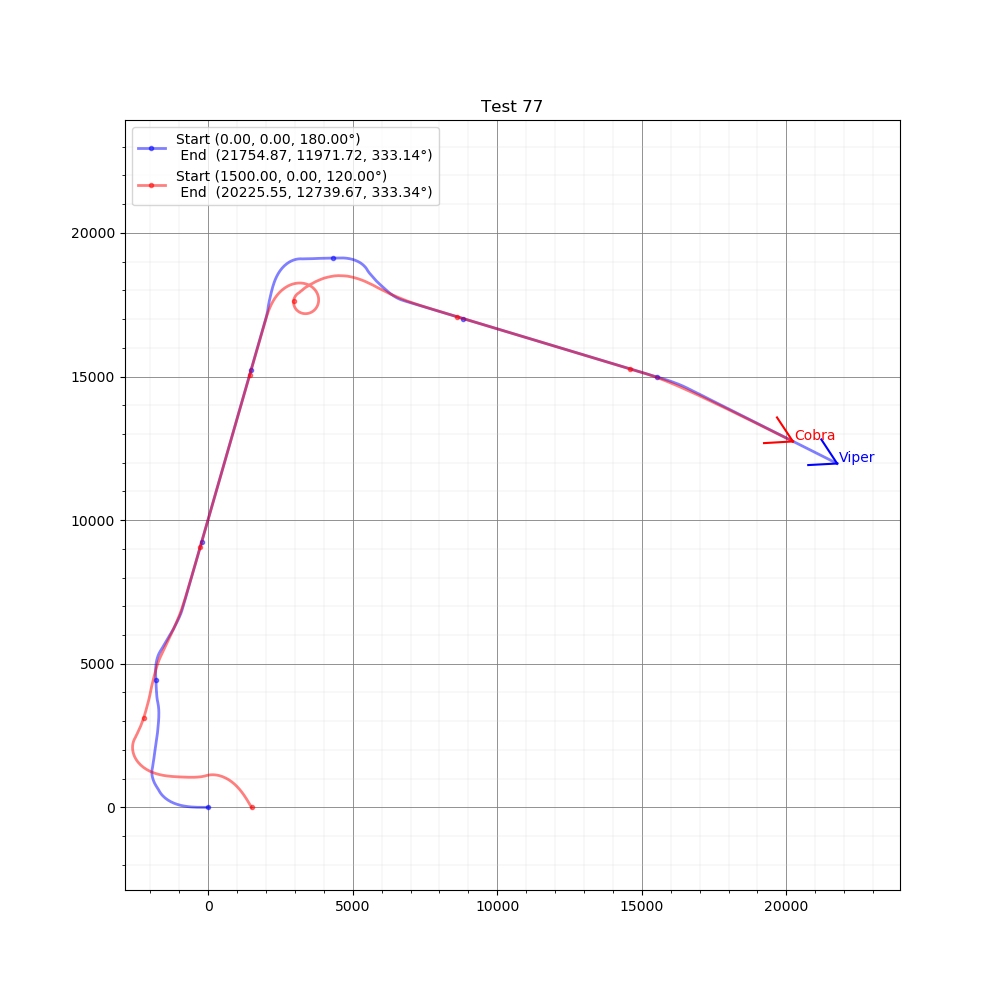 Test 77
Start (0.00, 0.00, 180.00°)
End (21754.87, 11971.72, 333.14°)
Start (1500.00, 0.00, 120.00°)
End (20225.55, 12739.67, 333.34°)
20000
15000
10000
5000
0
Cobra
Viper
0 5000 10000 15000 20000